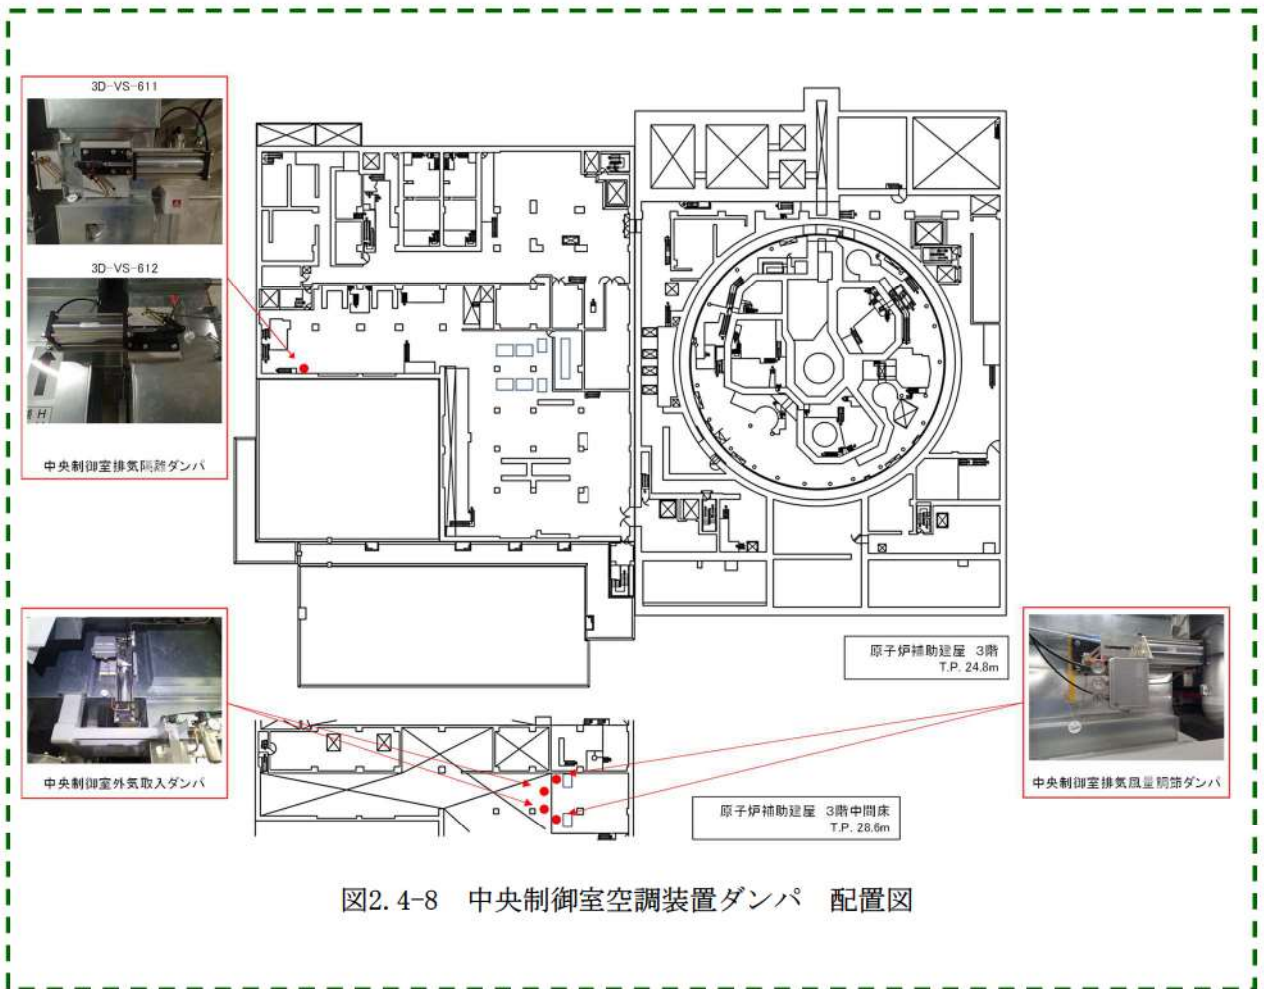 3D-VS-611
3D-VS-612
H
中央制御室排気隔離ダンパ
中央制御室外気取入ダンパ
原子炉補助建屋 3階
T.P. 24.8m
中央制御室排気風量調節ダンパ
原子炉補助建屋 3階中間床
T.P. 28.6m
図2.4-8 中央制御室空調装置ダンパ 配置図